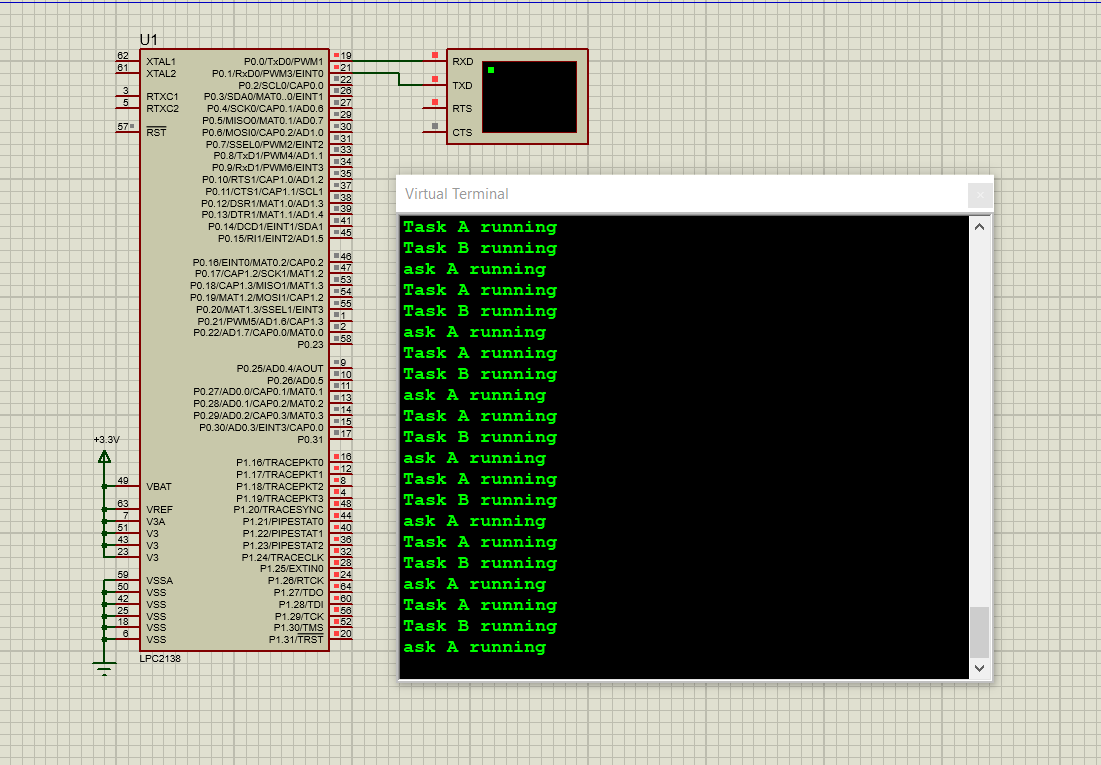 U1
62 XTAL1 P0.0/TxD0/PWM1 19
61 XTAL2 P0.1/RxD0/PWM3/EINT0 21
P0.2/SCL0/CAP0.0 22
3 RTXC1 P0.3/SDA0/MAT0..0/EINT1 26
5 RTXC2 P0.4/SCK0/CAP0.1/AD0.6 27
P0.5/MISO0/MAT0.1/AD0.7 29
57 RST P0.6/MOSI0/CAP0.2/AD1.0 30
P0.7/SSEL0/PWM2/EINT2 31
P0.8/TxD1/PWM4/AD1.1 33
P0.9/RxD1/PWM6/EINT3 34
P0.10/RTS1/CAP1.0/AD1.2 35
P0.11/CTS1/CAP1.1/SCL1 37
P0.12/DSR1/MAT1.0/AD1.3 38
P0.13/DTR1/MAT1.1/AD1.4 39
P0.14/DCD1/EINT1/SDA1 41
P0.15/RI1/EINT2/AD1.5 45
P0.16/EINT0/MAT0.2/CAP0.2 46
P0.17/CAP1.2/SCK1/MAT1.2 47
P0.18/CAP1.3/MISO1/MAT1.3 53
P0.19/MAT1.2/MOSI1/CAP1.2 54
P0.20/MAT1.3/SSEL1/EINT3 55
P0.21/PWM5/AD1.6/CAP1.3 1
P0.22/AD1.7/CAP0.0/MAT0.0 2
P0.23 58
P0.25/AD0.4/AOUT 9
P0.26/AD0.5 10
P0.27/AD0.0/CAP0.1/MAT0.1 11
P0.28/AD0.1/CAP0.2/MAT0.2 13
P0.29/AD0.2/CAP0.3/MAT0.3 14
P0.30/AD0.3/EINT3/CAP0.0 15
P0.31 17
+3.3V
P1.16/TRACEPKT0 16
P1.17/TRACEPKT1 12
49 VBAT P1.18/TRACEPKT2 8
P1.19/TRACEPKT3 4
63 VREF P1.20/TRACESYNC 48
7 V3A P1.21/PIPESTAT0 44
51 V3 P1.22/PIPESTAT1 40
43 V3 P1.23/PIPESTAT2 36
23 V3 P1.24/TRACECLK 32
P1.25/EXTIN0 28
59 VSSA P1.26/RTCK 24
50 VSS P1.27/TDO 64
42 VSS P1.28/TDI 60
25 VSS P1.29/TCK 56
18 VSS P1.30/TMS 52
6 VSS P1.31/TRST 20
LPC2138
RXD
TXD
RTS
CTS
Virtual Terminal
Task A running
Task B running
ask A running
Task A running
Task B running
ask A running
Task A running
Task B running
ask A running
Task A running
Task B running
ask A running
Task A running
Task B running
ask A running
Task A running
Task B running
ask A running
Task A running
Task B running
ask A running